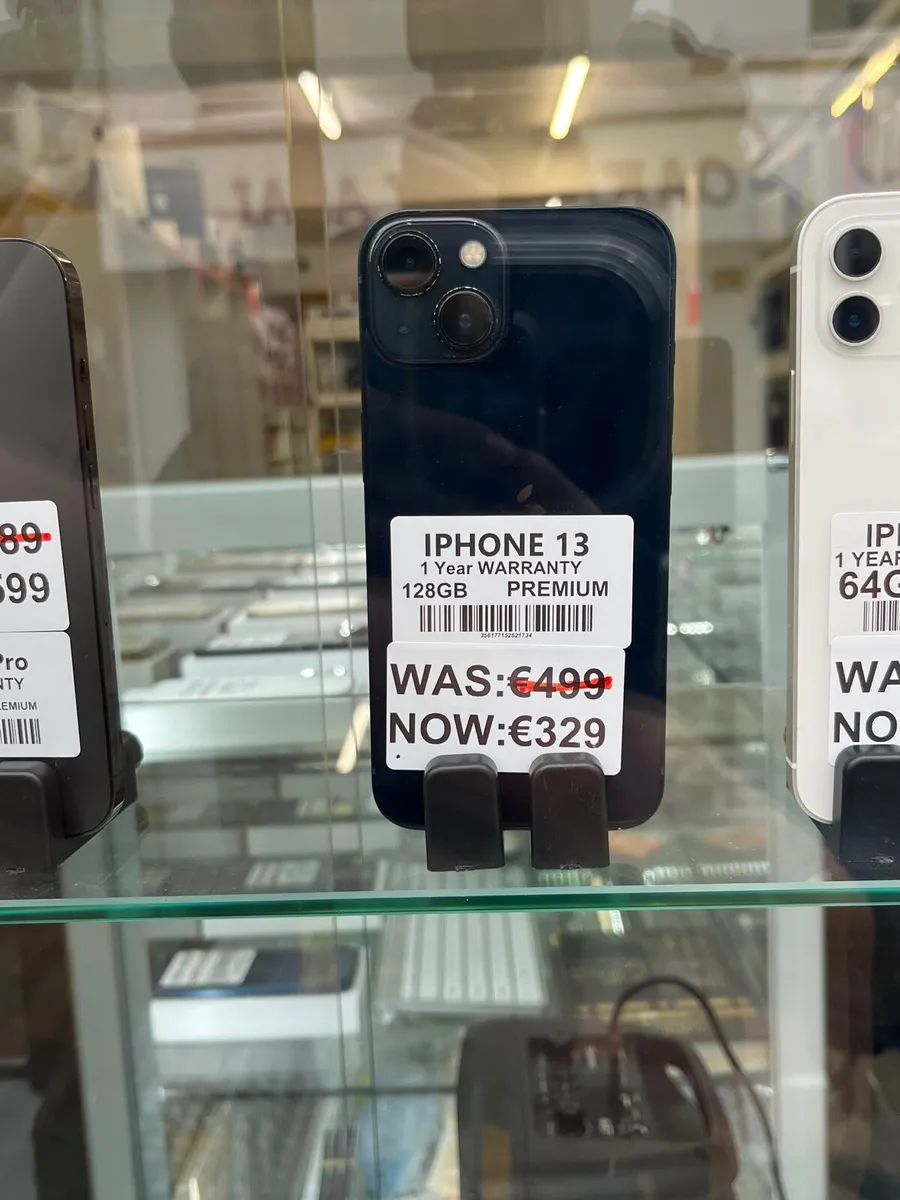 89
599
Pro
NTY
EMIUM
IPHONE 13
1 Year WARRANTY
128GB PREMIUM
WAS:€499
NOW:€329
IP
1 YEAR
64G
WA
NO